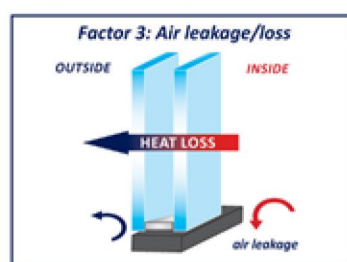 Factor 3: Air leakage/loss
OUTSIDE
INSIDE
HEAT LOSS
air leakage